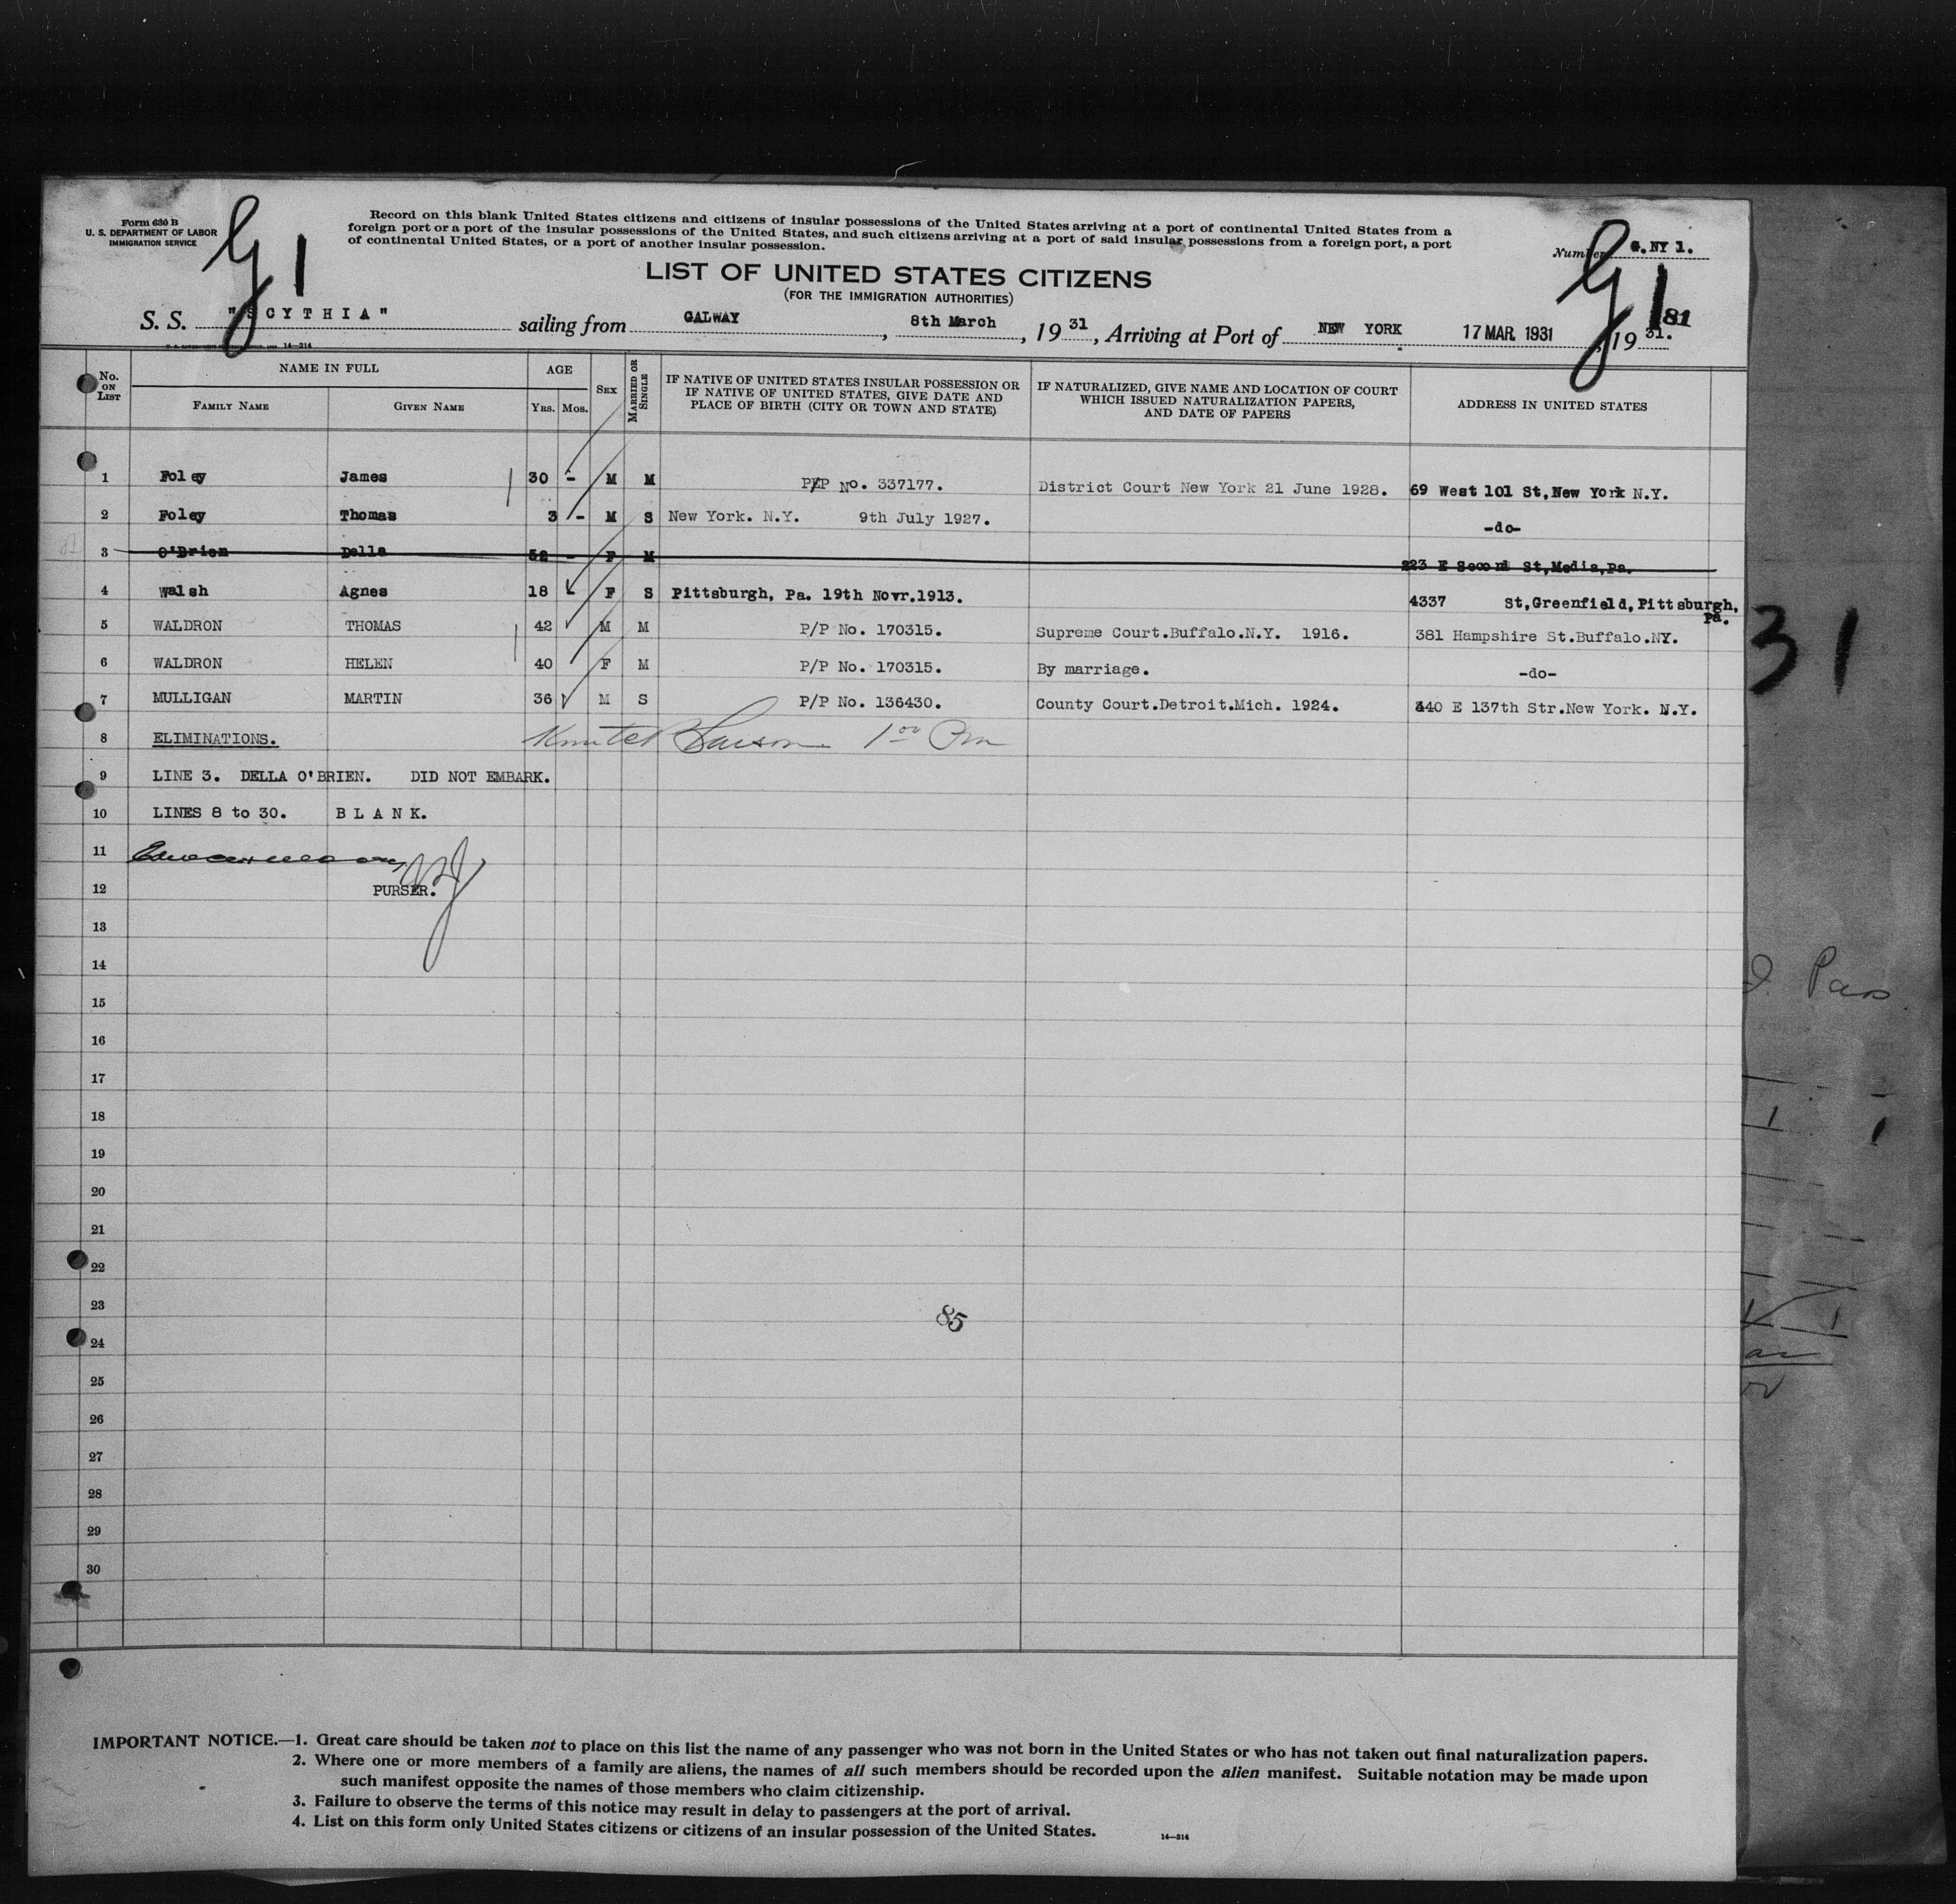 Form 630 B
U. S. DEPARTMENT OF LABOR
IMMIGRATION SERVICE
G 1
Record on this blank United States citizens and citizens of insular possessions of the United States arriving at a port of continental United States from a
foreign port or a port of the insular possessions of the United States, and such citizens arriving at a port of said insular possessions from a foreign port, a port
of continental United States, or a port of another insular possession.
Number G.NY 1.
G 1
81
LIST OF UNITED STATES CITIZENS
(FOR THE IMMIGRATION AUTHORITIES)
S. S. "SCYTHIA" sailing from GALWAY, 8th March, 1931, Arriving at Port of NEW YORK 17 MAR. 1931, 1931.
14—214
No. ON LIST NAME IN FULL AGE SEX MARRIED OR SINGLE IF NATIVE OF UNITED STATES INSULAR POSSESSION OR IF NATIVE OF UNITED STATES, GIVE DATE AND PLACE OF BIRTH (CITY OR TOWN AND STATE) IF NATURALIZED, GIVE NAME AND LOCATION OF COURT WHICH ISSUED NATURALIZATION PAPERS, AND DATE OF PAPERS ADDRESS IN UNITED STATES
FAMILY NAME GIVEN NAME YRS. MOS.
1 Foley James 30 - M M P/P No. 337177. District Court New York 21 June 1928. 69 West 101 St,New York N.Y.
2 Foley Thomas 3 - M S New York. N.Y. 9th July 1927. -do-
3 O'Brien Della 52 - F M 223 E Second St,Media,Pa.
4 Walsh Agnes 18 F S Pittsburgh, Pa. 19th Novr.1913. 4337 St,Greenfield,Pittsburgh, Pa.
5 WALDRON THOMAS 42 M M P/P No. 170315. Supreme Court.Buffalo.N.Y. 1916. 381 Hampshire St.Buffalo.NY.
6 WALDRON HELEN 40 F M P/P No. 170315. By marriage. -do-
7 MULLIGAN MARTIN 36 M S P/P No. 136430. County Court.Detroit.Mich. 1924. 440 E 137th Str.New York. N.Y.
8 ELIMINATIONS.
9 LINE 3. DELLA O'BRIEN. DID NOT EMBARK.
10 LINES 8 to 30. B L A N K.
11
12 PURSER.
13
14
15
16
17
18
19
20
21
22
23
85
24
25
26
27
28
29
30
31
IMPORTANT NOTICE.—1. Great care should be taken not to place on this list the name of any passenger who was not born in the United States or who has not taken out final naturalization papers.
2. Where one or more members of a family are aliens, the names of all such members should be recorded upon the alien manifest. Suitable notation may be made upon
such manifest opposite the names of those members who claim citizenship.
3. Failure to observe the terms of this notice may result in delay to passengers at the port of arrival.
4. List on this form only United States citizens or citizens of an insular possession of the United States.
14—214